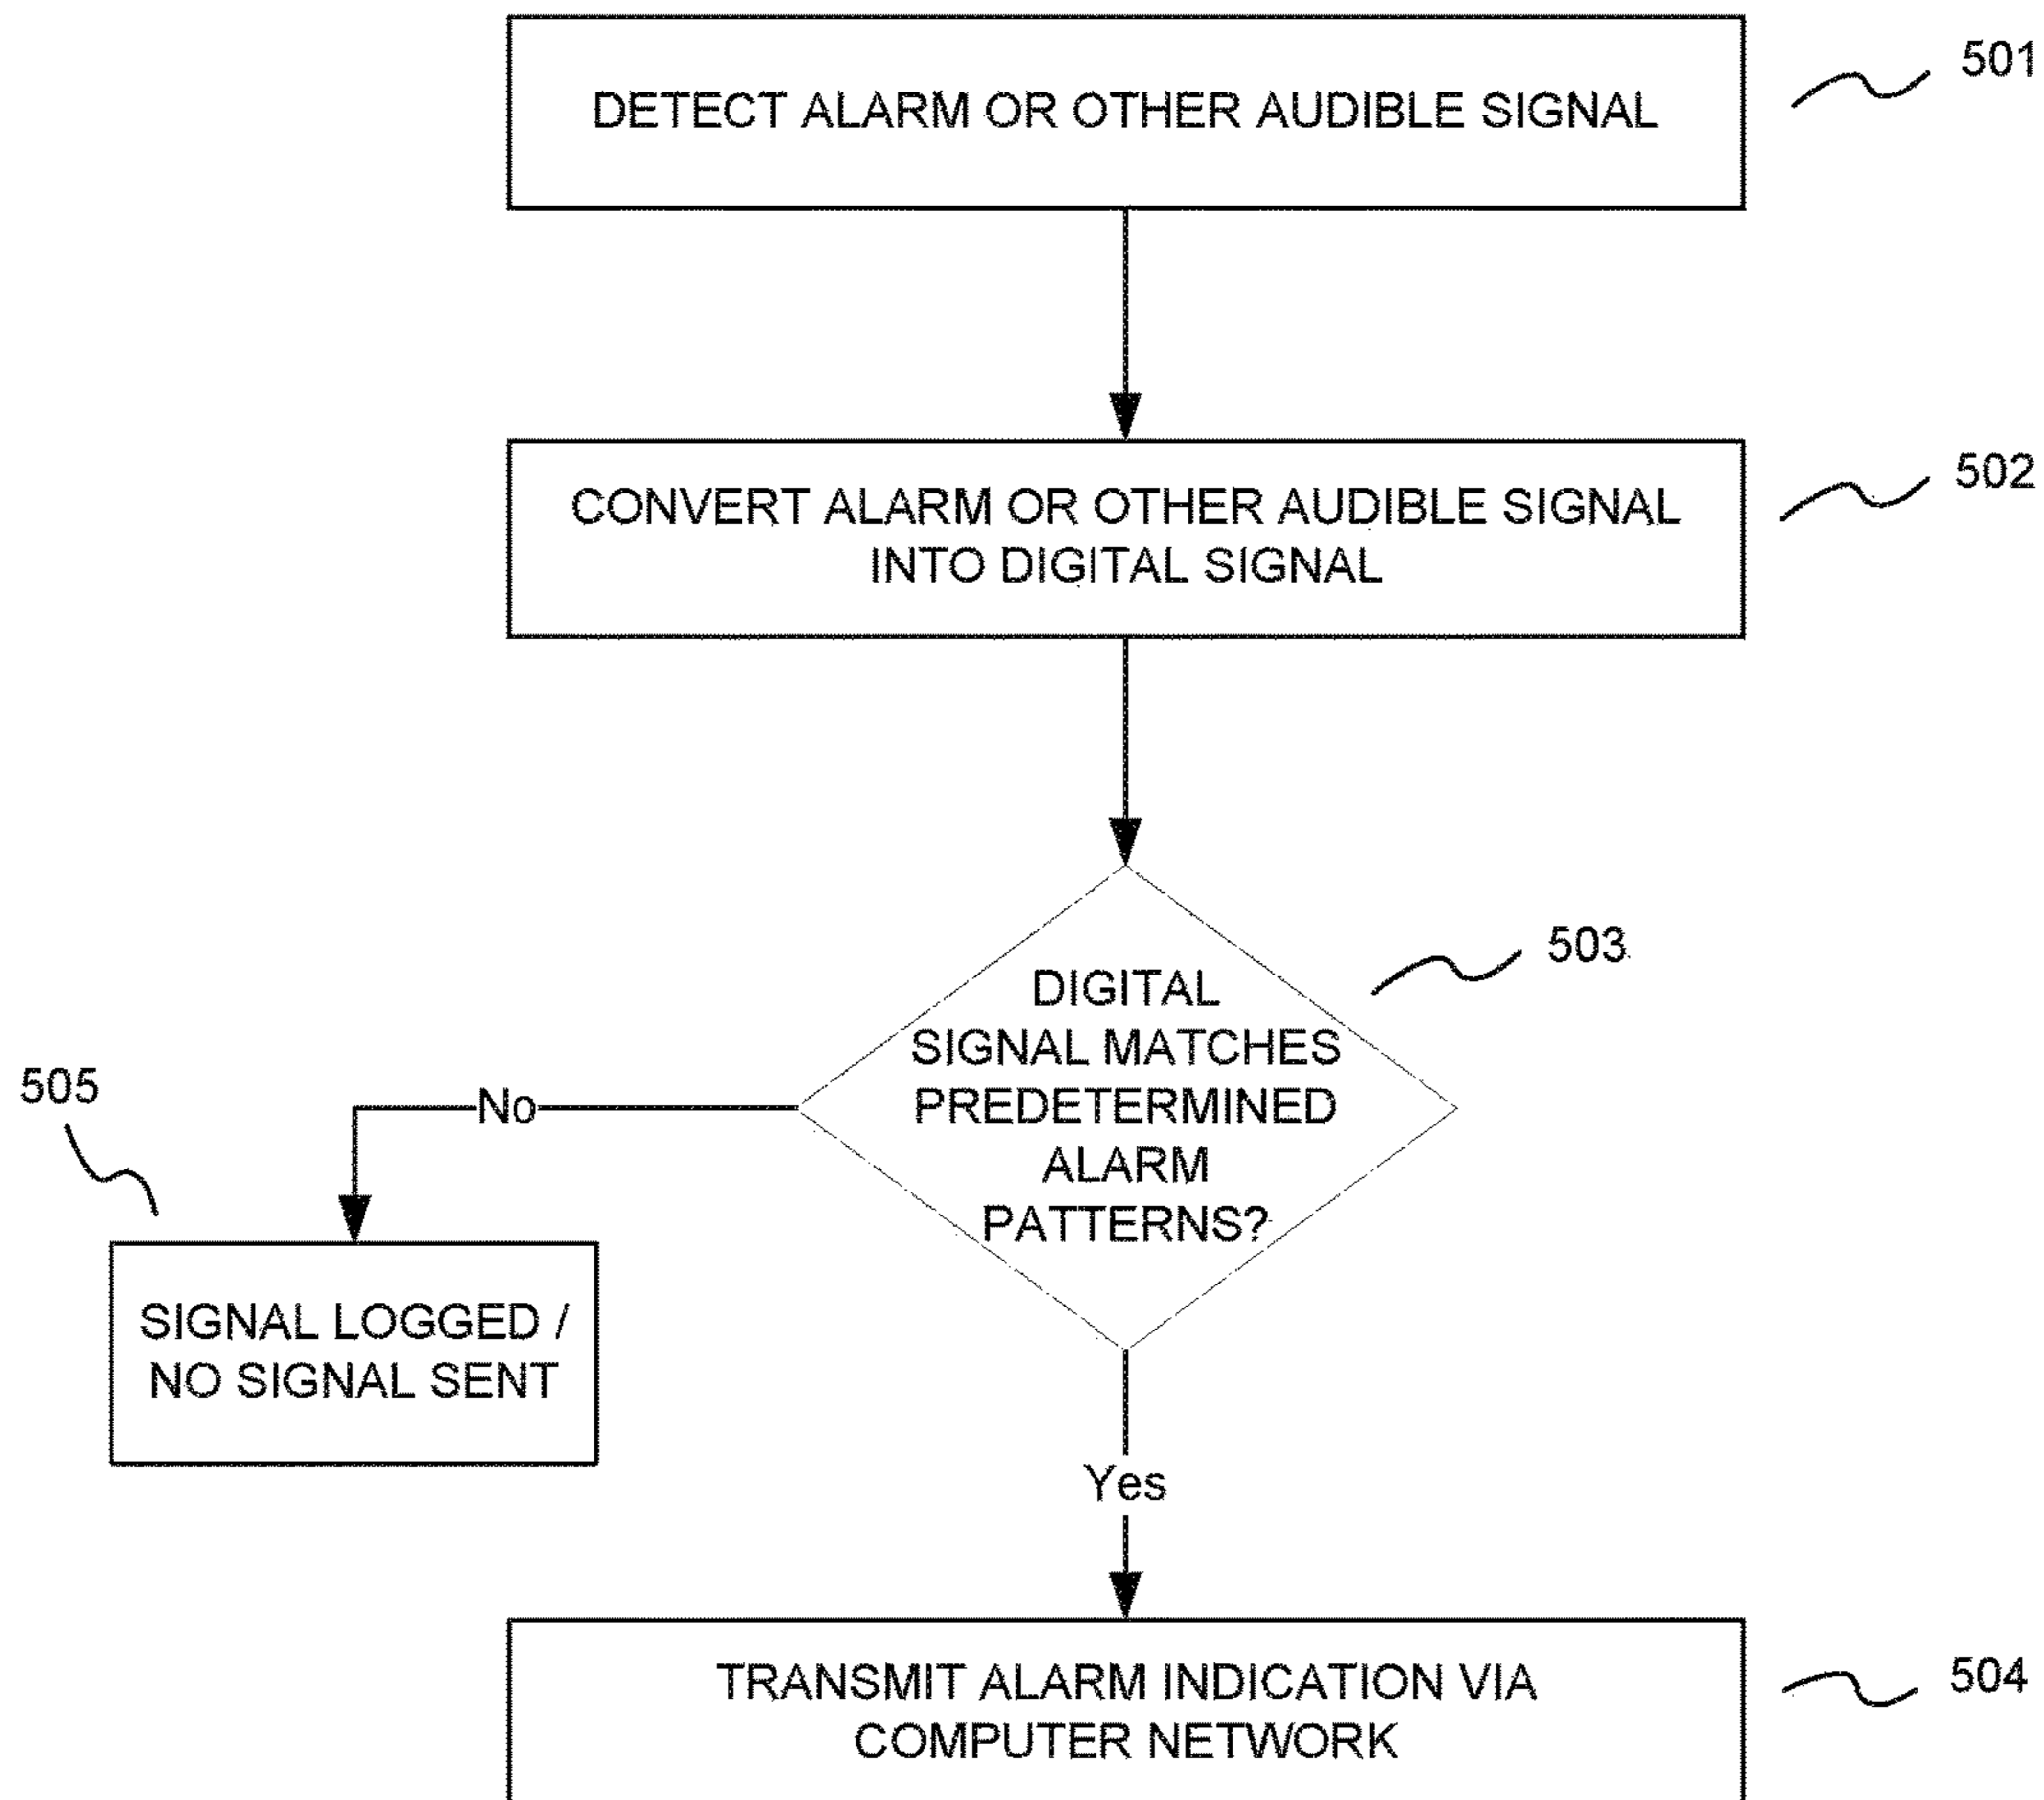 DETECT ALARM OR OTHER AUDIBLE SIGNAL
501
CONVERT ALARM OR OTHER AUDIBLE SIGNAL
INTO DIGITAL SIGNAL
502
DIGITAL
SIGNAL MATCHES
PREDETERMINED
ALARM
PATTERNS?
503
No
505
SIGNAL LOGGED /
NO SIGNAL SENT
Yes
TRANSMIT ALARM INDICATION VIA
COMPUTER NETWORK
504